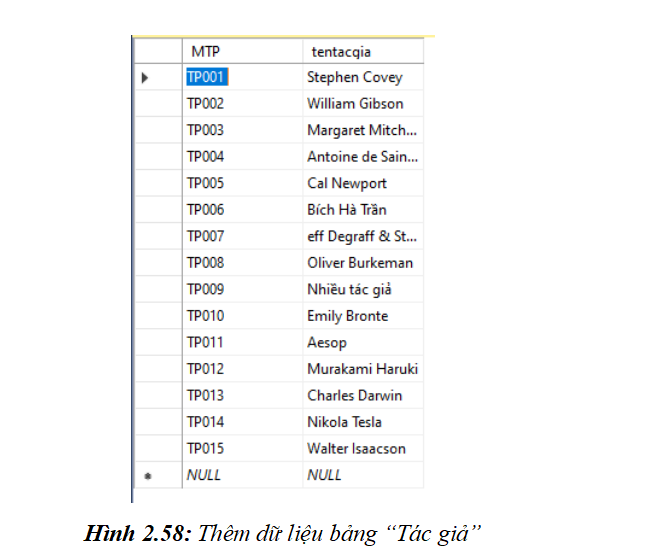 MTP tentacgia
TP001 Stephen Covey
TP002 William Gibson
TP003 Margaret Mitch...
TP004 Antoine de Sain...
TP005 Cal Newport
TP006 Bích Hà Trần
TP007 eff Degraff & St...
TP008 Oliver Burkeman
TP009 Nhiều tác giả
TP010 Emily Bronte
TP011 Aesop
TP012 Murakami Haruki
TP013 Charles Darwin
TP014 Nikola Tesla
TP015 Walter Isaacson
NULL NULL
Hình 2.58: Thêm dữ liệu bảng “Tác giả”